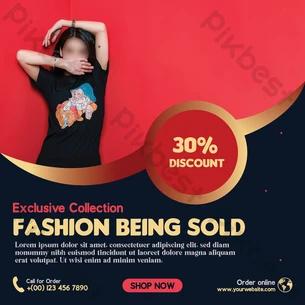 30%
DISCOUNT
Exclusive Collection
FASHION BEING SOLD
Lorem ipsum dolor sit amet, consectetuer adipiscing elit, sed diam
nonummy nibh euismod tincidunt ut laoreet dolore magna aliquam
erat volutpat. Ut wisi enim ad minim veniam.
Call for Order
+(00) 123 456 7890
SHOP NOW
Order online
www.yourwebsite.com
Pikbest